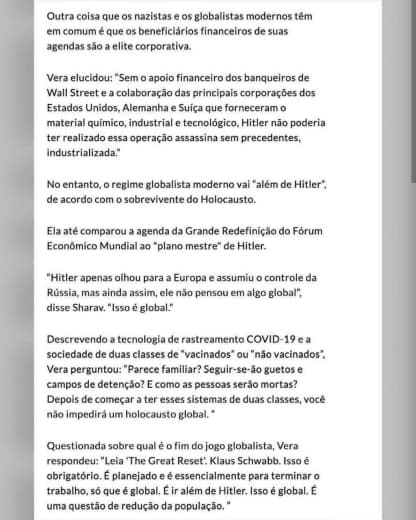 Outra coisa que os nazistas e os globalistas modernos têm
em comum é que os beneficiários financeiros de suas
agendas são a elite corporativa.
Vera elucidou: “Sem o apoio financeiro dos banqueiros de
Wall Street e a colaboração das principais corporações dos
Estados Unidos, Alemanha e Suíça que forneceram o
material químico, industrial e tecnológico, Hitler não poderia
ter realizado essa operação assassina sem precedentes,
industrializada.”
No entanto, o regime globalista moderno vai “além de Hitler”,
de acordo com o sobrevivente do Holocausto.
Ela até comparou a agenda da Grande Redefinição do Fórum
Econômico Mundial ao “plano mestre” de Hitler.
“Hitler apenas olhou para a Europa e assumiu o controle da
Rússia, mas ainda assim, ele não pensou em algo global”,
disse Sharav. “Isso é global.”
Descrevendo a tecnologia de rastreamento COVID-19 e a
sociedade de duas classes de “vacinados” ou “não vacinados”,
Vera perguntou: “Parece familiar? Seguir-se-ão guetos e
campos de detenção? E como as pessoas serão mortas?
Depois de começar a ter esses sistemas de duas classes, você
não impedirá um holocausto global. ”
Questionada sobre qual é o fim do jogo globalista, Vera
respondeu: “Leia 'The Great Reset'. Klaus Schwabb. Isso é
obrigatório. É planejado e é essencialmente para terminar o
trabalho, só que é global. É ir além de Hitler. Isso é global. É
uma questão de redução da população. ”